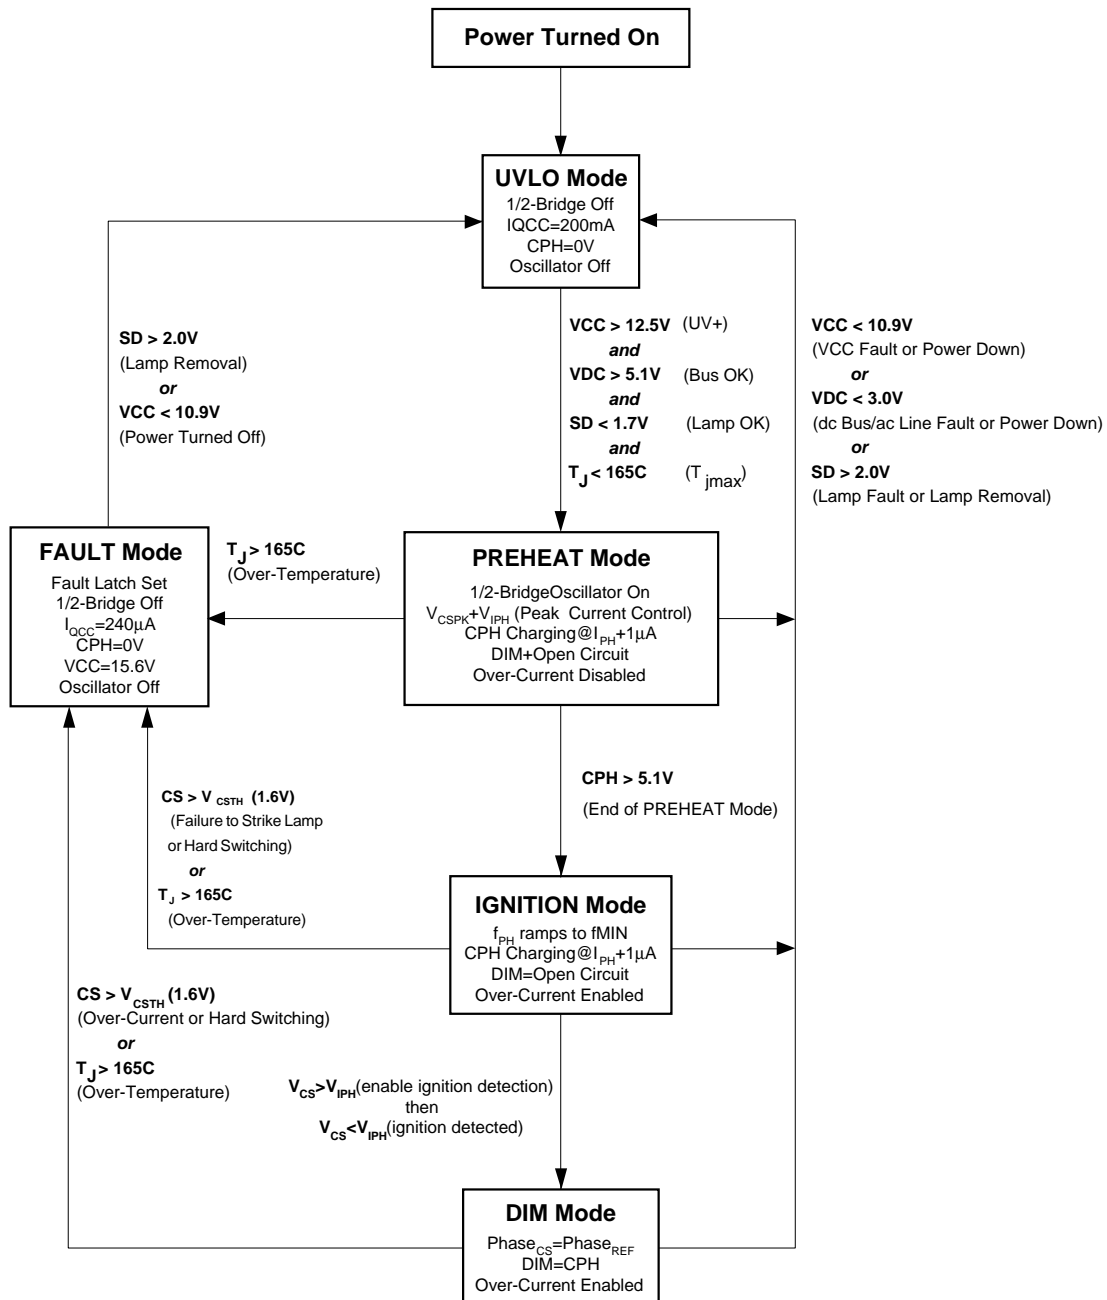 Power Turned On
UVLO Mode
1/2-Bridge Off
IQCC=200mA
CPH=0V
Oscillator Off
SD > 2.0V
(Lamp Removal)
or
VCC < 10.9V
(Power Turned Off)
VCC > 12.5V (UV+)
and
VDC > 5.1V (Bus OK)
and
SD < 1.7V (Lamp OK)
and
TJ < 165C (Tjmax)
VCC < 10.9V
(VCC Fault or Power Down)
or
VDC < 3.0V
(dc Bus/ac Line Fault or Power Down)
or
SD > 2.0V
(Lamp Fault or Lamp Removal)
FAULT Mode
Fault Latch Set
1/2-Bridge Off
IQCC=240µA
CPH=0V
VCC=15.6V
Oscillator Off
TJ > 165C
(Over-Temperature)
PREHEAT Mode
1/2-BridgeOscillator On
VCSPK+VIPH (Peak Current Control)
CPH Charging@IPH+1µA
DIM+Open Circuit
Over-Current Disabled
CPH > 5.1V
(End of PREHEAT Mode)
CS > VCSTH (1.6V)
(Failure to Strike Lamp
or Hard Switching)
or
TJ > 165C
(Over-Temperature)
IGNITION Mode
fPH ramps to fMIN
CPH Charging@IPH+1µA
DIM=Open Circuit
Over-Current Enabled
CS > VCSTH (1.6V)
(Over-Current or Hard Switching)
or
TJ > 165C
(Over-Temperature)
VCS>VIPH(enable ignition detection)
then
VCS<VIPH(ignition detected)
DIM Mode
PhaseCS=PhaseREF
DIM=CPH
Over-Current Enabled